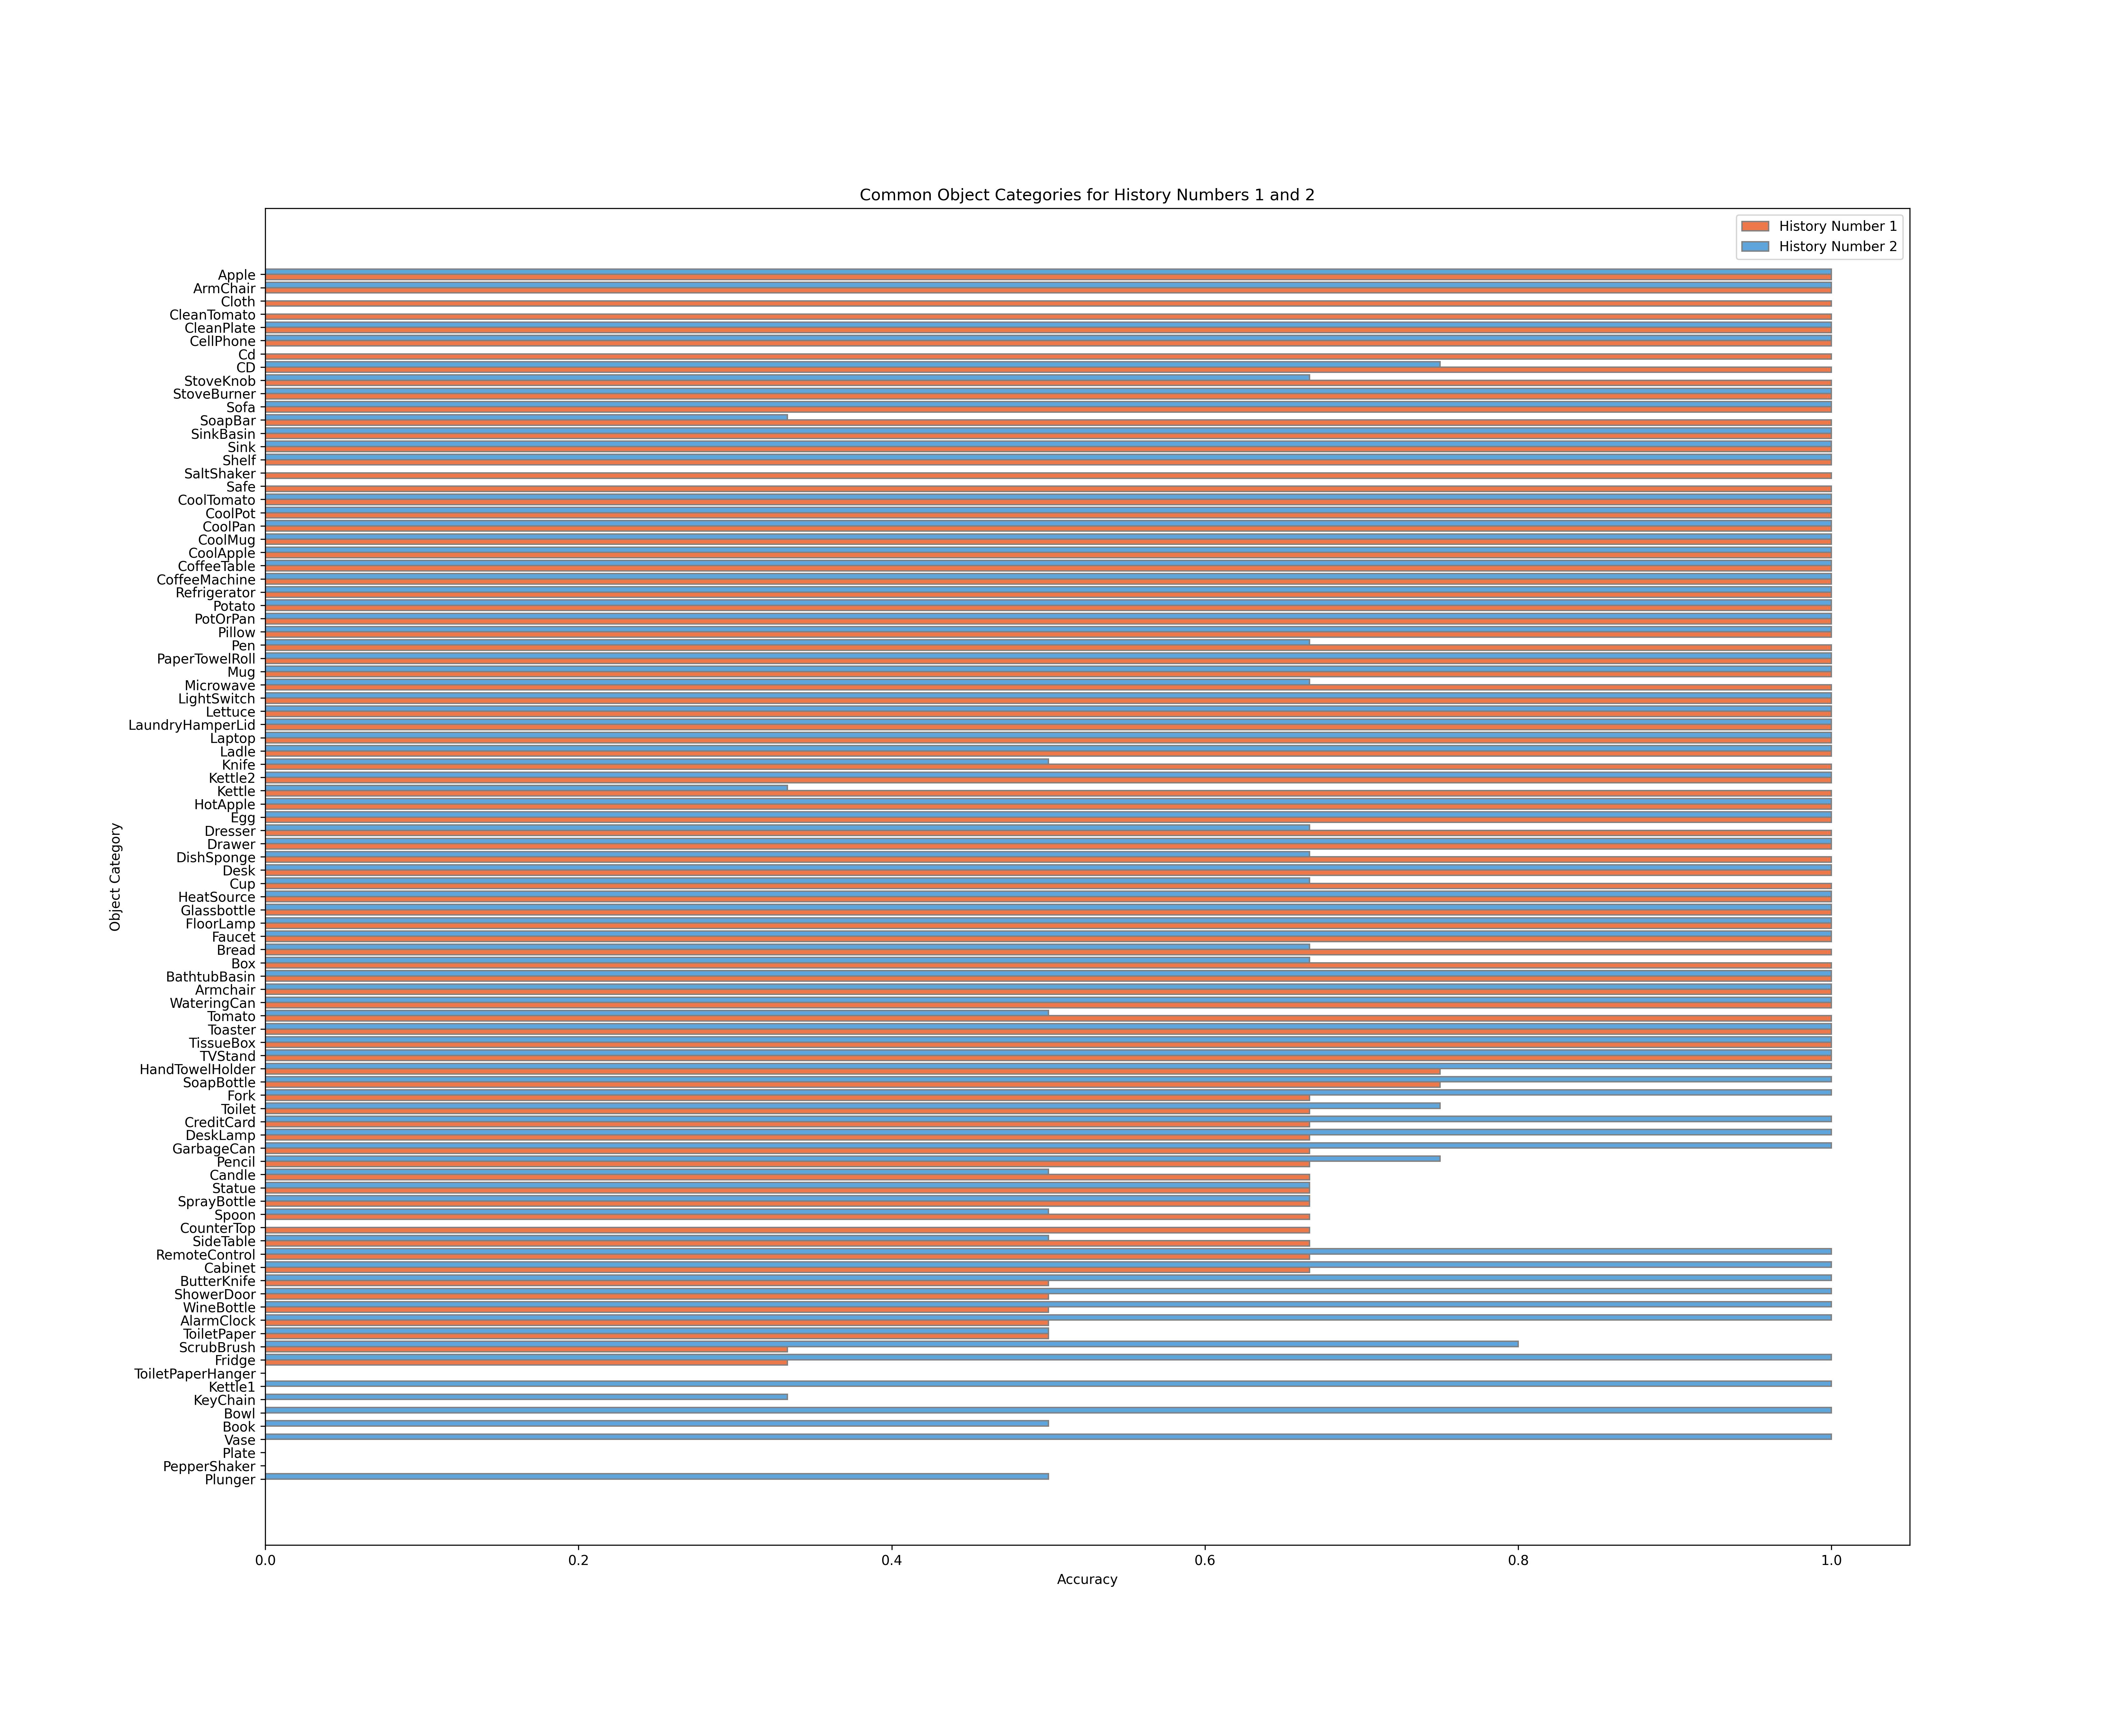 Common Object Categories for History Numbers 1 and 2
History Number 1
History Number 2
Apple
ArmChair
Cloth
CleanTomato
CleanPlate
CellPhone
Cd
CD
StoveKnob
StoveBurner
Sofa
SoapBar
SinkBasin
Sink
Shelf
SaltShaker
Safe
CoolTomato
CoolPot
CoolPan
CoolMug
CoolApple
CoffeeTable
CoffeeMachine
Refrigerator
Potato
PotOrPan
Pillow
Pen
PaperTowelRoll
Mug
Microwave
LightSwitch
Lettuce
LaundryHamperLid
Laptop
Ladle
Knife
Kettle2
Kettle
HotApple
Egg
Dresser
Drawer
DishSponge
Desk
Cup
HeatSource
Glassbottle
FloorLamp
Faucet
Bread
Box
BathtubBasin
Armchair
WateringCan
Tomato
Toaster
TissueBox
TVStand
HandTowelHolder
SoapBottle
Fork
Toilet
CreditCard
DeskLamp
GarbageCan
Pencil
Candle
Statue
SprayBottle
Spoon
CounterTop
SideTable
RemoteControl
Cabinet
ButterKnife
ShowerDoor
WineBottle
AlarmClock
ToiletPaper
ScrubBrush
Fridge
ToiletPaperHanger
Kettle1
KeyChain
Bowl
Book
Vase
Plate
PepperShaker
Plunger
Object Category
0.0 0.2 0.4 0.6 0.8 1.0
Accuracy